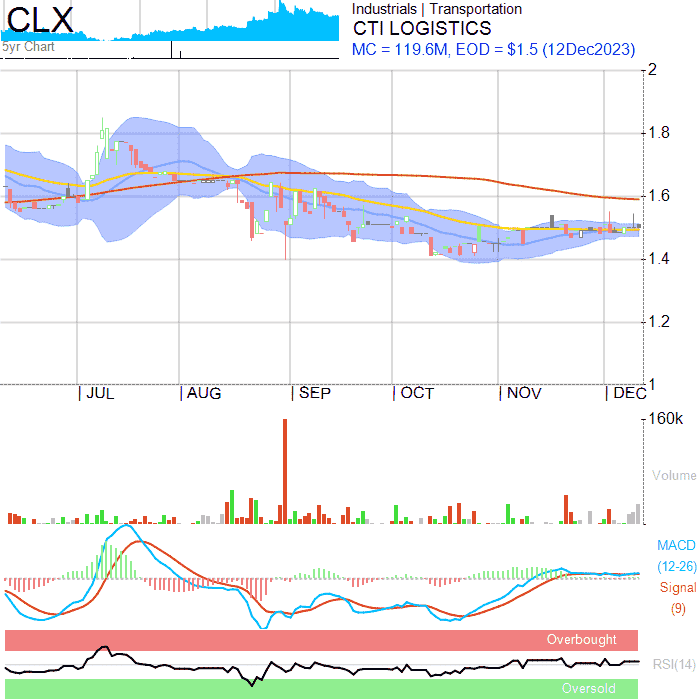 CLX
5yr Chart
Industrials | Transportation
CTI LOGISTICS
MC = 119.6M, EOD = $1.5 (12Dec2023)
2
1.8
1.6
1.4
1.2
1
| JUL | AUG | SEP | OCT | NOV | DEC
160k
Volume
MACD
(12-26)
Signal
(9)
Overbought
RSI(14)
Oversold